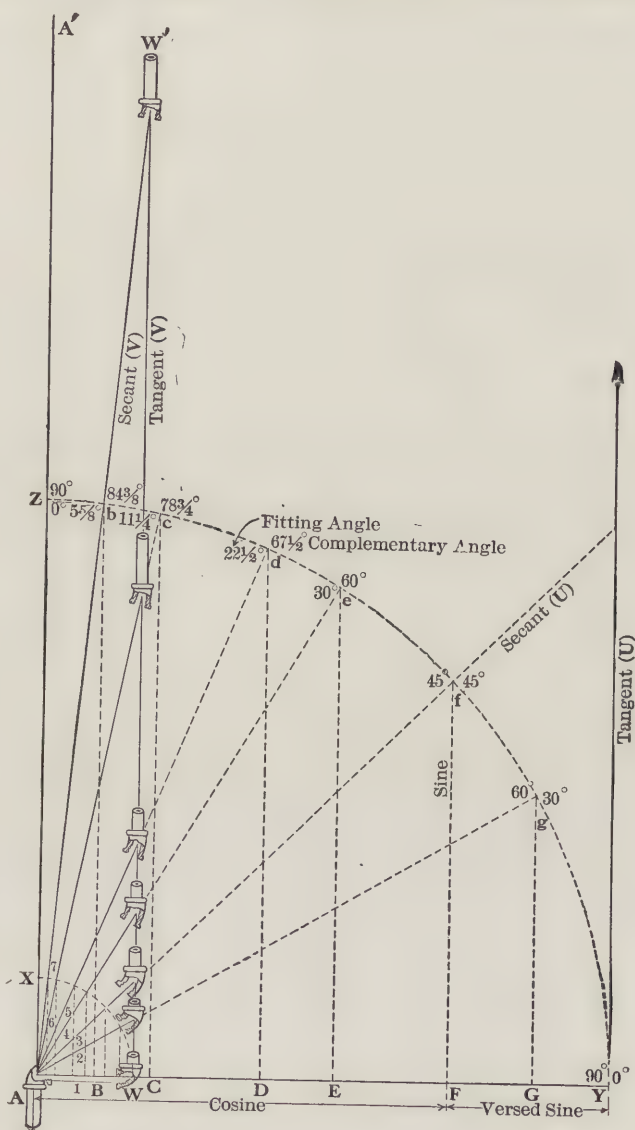 A′
W′
Secant (V)
Tangent (V)
Z
90°
0°
5⅝°
84⅜°
b
11¼°
78¾°
c
Fitting Angle
22½°
67½° Complementary Angle
d
60°
30°
e
Secant (U)
Tangent (U)
45°
45°
f
Sine
60°
30°
g
X
7
6
5
4
3
2
90°
0°
A
1
B
W
C
D
E
F
G
Y
Cosine
Versed Sine